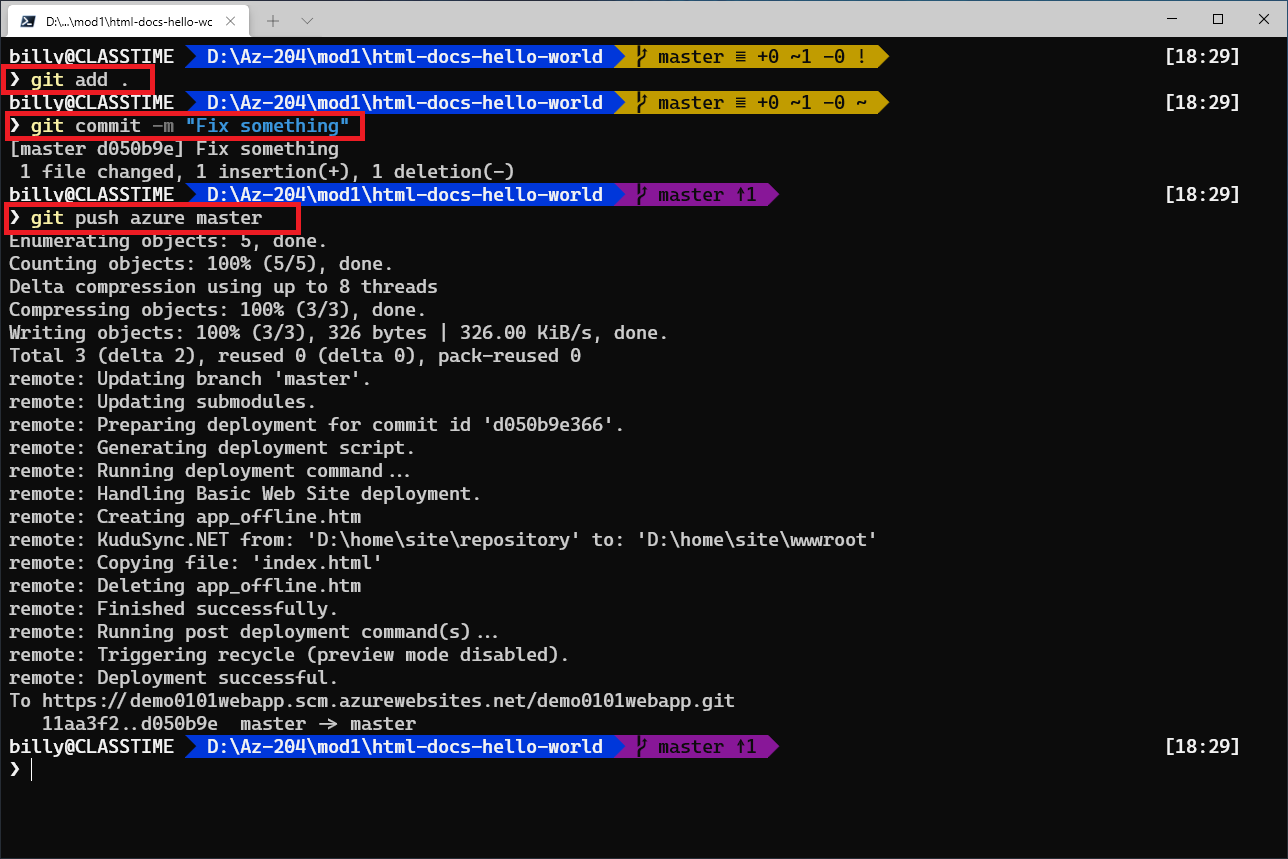 D:\...\mod1\html-docs-hello-wc
billy@CLASSTIME D:\Az-204\mod1\html-docs-hello-world master ≡ +0 ~1 -0 ! [18:29]
❯ git add .
billy@CLASSTIME D:\Az-204\mod1\html-docs-hello-world master ≡ +0 ~1 -0 ~ [18:29]
❯ git commit -m "Fix something"
[master d050b9e] Fix something
1 file changed, 1 insertion(+), 1 deletion(-)
billy@CLASSTIME D:\Az-204\mod1\html-docs-hello-world master ↑1 [18:29]
❯ git push azure master
Enumerating objects: 5, done.
Counting objects: 100% (5/5), done.
Delta compression using up to 8 threads
Compressing objects: 100% (3/3), done.
Writing objects: 100% (3/3), 326 bytes | 326.00 KiB/s, done.
Total 3 (delta 2), reused 0 (delta 0), pack-reused 0
remote: Updating branch 'master'.
remote: Updating submodules.
remote: Preparing deployment for commit id 'd050b9e366'.
remote: Generating deployment script.
remote: Running deployment command...
remote: Handling Basic Web Site deployment.
remote: Creating app_offline.htm
remote: KuduSync.NET from: 'D:\home\site\repository' to: 'D:\home\site\wwwroot'
remote: Copying file: 'index.html'
remote: Deleting app_offline.htm
remote: Finished successfully.
remote: Running post deployment command(s)...
remote: Triggering recycle (preview mode disabled).
remote: Deployment successful.
To https://demo0101webapp.scm.azurewebsites.net/demo0101webapp.git
11aa3f2..d050b9e master -> master
billy@CLASSTIME D:\Az-204\mod1\html-docs-hello-world master ↑1 [18:29]
❯